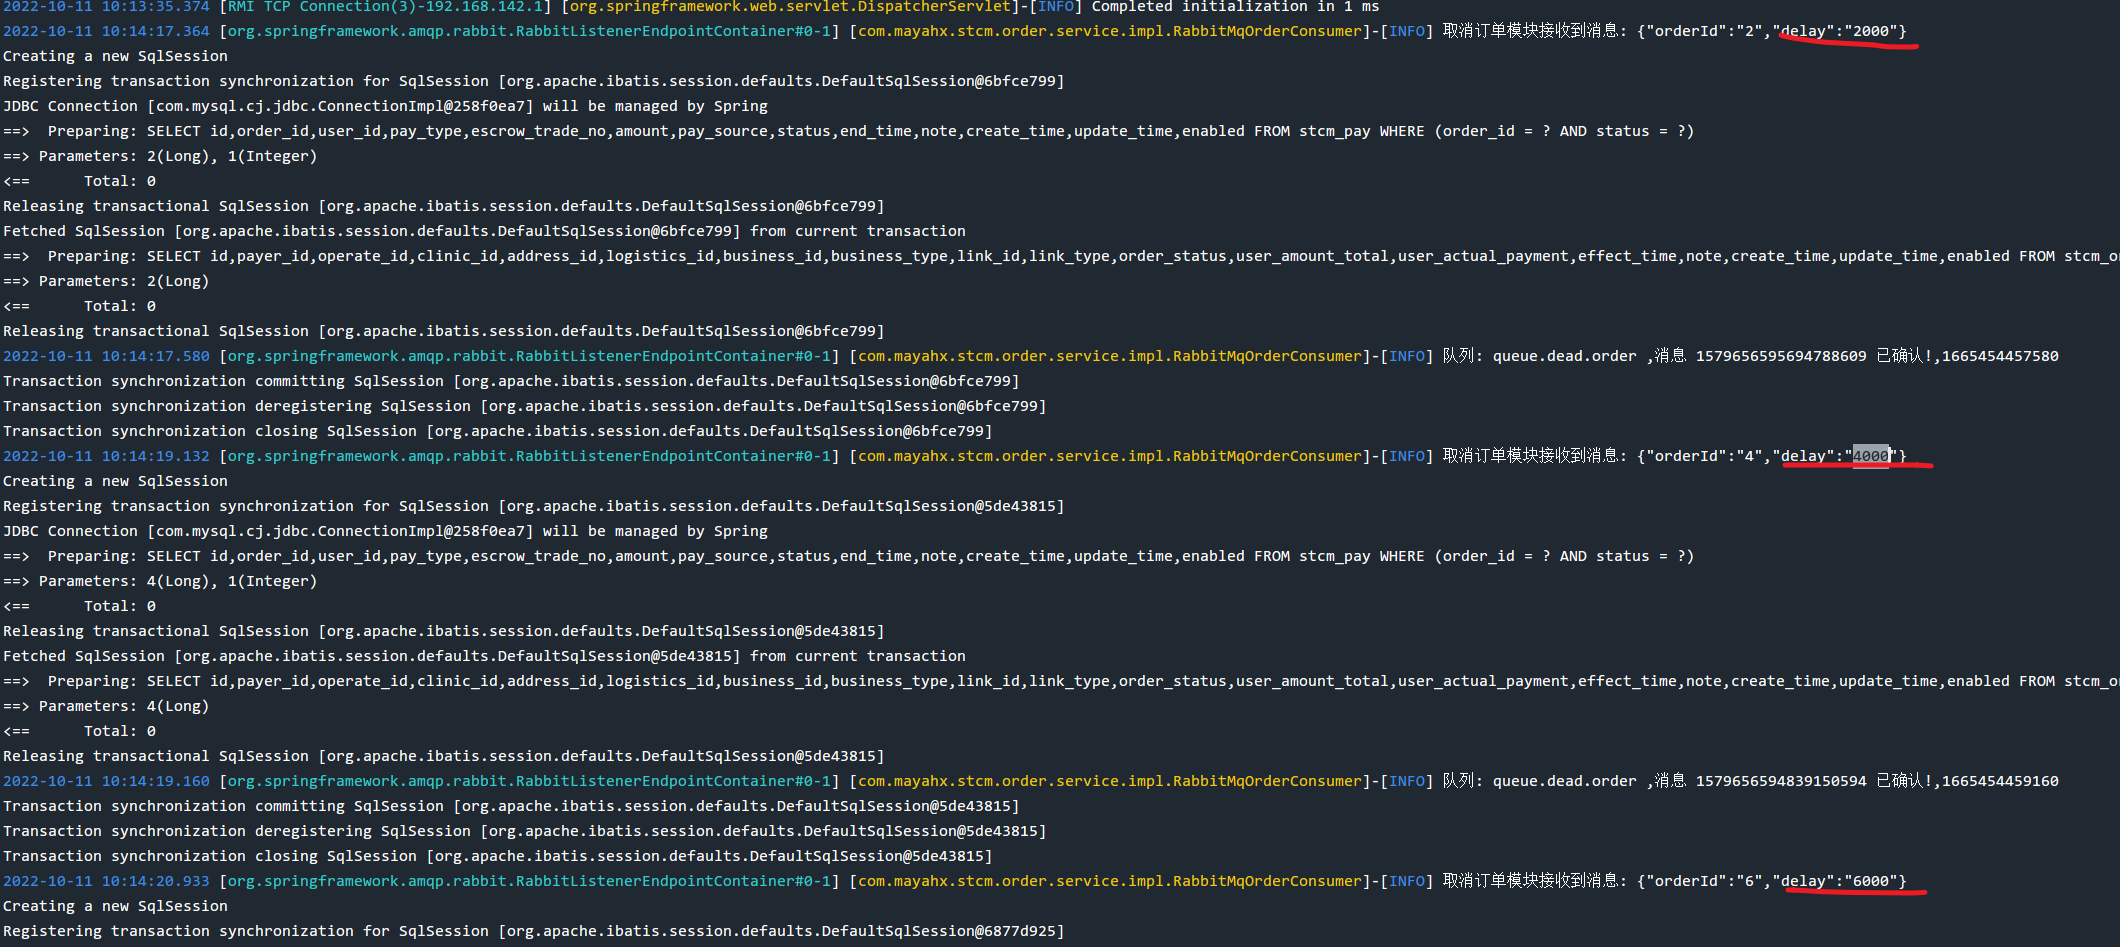 2022-10-11 10:13:35.374 [RMI TCP Connection(3)-192.168.142.1] [org.springframework.web.servlet.DispatcherServlet]-[INFO] Completed initialization in 1 ms
2022-10-11 10:14:17.364 [org.springframework.amqp.rabbit.RabbitListenerEndpointContainer#0-1] [com.mayahx.stcm.order.service.impl.RabbitMqOrderConsumer]-[INFO] 取消订单模块接收到消息: {"orderId":"2","delay":"2000"}
Creating a new SqlSession
Registering transaction synchronization for SqlSession [org.apache.ibatis.session.defaults.DefaultSqlSession@6bfce799]
JDBC Connection [com.mysql.cj.jdbc.ConnectionImpl@258f0ea7] will be managed by Spring
==>  Preparing: SELECT id,order_id,user_id,pay_type,escrow_trade_no,amount,pay_source,status,end_time,note,create_time,update_time,enabled FROM stcm_pay WHERE (order_id = ? AND status = ?)
==> Parameters: 2(Long), 1(Integer)
<==      Total: 0
Releasing transactional SqlSession [org.apache.ibatis.session.defaults.DefaultSqlSession@6bfce799]
Fetched SqlSession [org.apache.ibatis.session.defaults.DefaultSqlSession@6bfce799] from current transaction
==>  Preparing: SELECT id,payer_id,operate_id,clinic_id,address_id,logistics_id,business_id,business_type,link_id,link_type,order_status,user_amount_total,user_actual_payment,effect_time,note,create_time,update_time,enabled FROM stcm_o
==> Parameters: 2(Long)
<==      Total: 0
Releasing transactional SqlSession [org.apache.ibatis.session.defaults.DefaultSqlSession@6bfce799]
2022-10-11 10:14:17.580 [org.springframework.amqp.rabbit.RabbitListenerEndpointContainer#0-1] [com.mayahx.stcm.order.service.impl.RabbitMqOrderConsumer]-[INFO] 队列: queue.dead.order ,消息 1579656595694788609 已确认!,1665454457580
Transaction synchronization committing SqlSession [org.apache.ibatis.session.defaults.DefaultSqlSession@6bfce799]
Transaction synchronization deregistering SqlSession [org.apache.ibatis.session.defaults.DefaultSqlSession@6bfce799]
Transaction synchronization closing SqlSession [org.apache.ibatis.session.defaults.DefaultSqlSession@6bfce799]
2022-10-11 10:14:19.132 [org.springframework.amqp.rabbit.RabbitListenerEndpointContainer#0-1] [com.mayahx.stcm.order.service.impl.RabbitMqOrderConsumer]-[INFO] 取消订单模块接收到消息: {"orderId":"4","delay":"4000"}
Creating a new SqlSession
Registering transaction synchronization for SqlSession [org.apache.ibatis.session.defaults.DefaultSqlSession@5de43815]
JDBC Connection [com.mysql.cj.jdbc.ConnectionImpl@258f0ea7] will be managed by Spring
==>  Preparing: SELECT id,order_id,user_id,pay_type,escrow_trade_no,amount,pay_source,status,end_time,note,create_time,update_time,enabled FROM stcm_pay WHERE (order_id = ? AND status = ?)
==> Parameters: 4(Long), 1(Integer)
<==      Total: 0
Releasing transactional SqlSession [org.apache.ibatis.session.defaults.DefaultSqlSession@5de43815]
Fetched SqlSession [org.apache.ibatis.session.defaults.DefaultSqlSession@5de43815] from current transaction
==>  Preparing: SELECT id,payer_id,operate_id,clinic_id,address_id,logistics_id,business_id,business_type,link_id,link_type,order_status,user_amount_total,user_actual_payment,effect_time,note,create_time,update_time,enabled FROM stcm_o
==> Parameters: 4(Long)
<==      Total: 0
Releasing transactional SqlSession [org.apache.ibatis.session.defaults.DefaultSqlSession@5de43815]
2022-10-11 10:14:19.160 [org.springframework.amqp.rabbit.RabbitListenerEndpointContainer#0-1] [com.mayahx.stcm.order.service.impl.RabbitMqOrderConsumer]-[INFO] 队列: queue.dead.order ,消息 1579656594839150594 已确认!,1665454459160
Transaction synchronization committing SqlSession [org.apache.ibatis.session.defaults.DefaultSqlSession@5de43815]
Transaction synchronization deregistering SqlSession [org.apache.ibatis.session.defaults.DefaultSqlSession@5de43815]
Transaction synchronization closing SqlSession [org.apache.ibatis.session.defaults.DefaultSqlSession@5de43815]
2022-10-11 10:14:20.933 [org.springframework.amqp.rabbit.RabbitListenerEndpointContainer#0-1] [com.mayahx.stcm.order.service.impl.RabbitMqOrderConsumer]-[INFO] 取消订单模块接收到消息: {"orderId":"6","delay":"6000"}
Creating a new SqlSession
Registering transaction synchronization for SqlSession [org.apache.ibatis.session.defaults.DefaultSqlSession@6877d925]